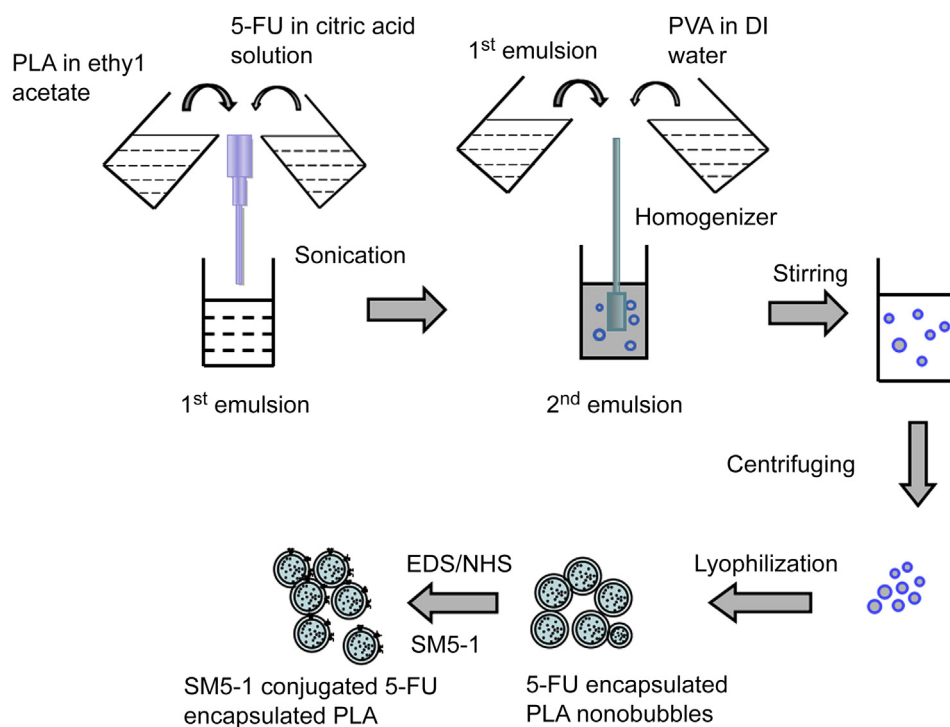 5-FU in citric acid
solution
PLA in ethy1
acetate
1st emulsion
PVA in DI
water
Sonication
Homogenizer
Stirring
1st emulsion
2nd emulsion
Centrifuging
Lyophilization
EDS/NHS
SM5-1
SM5-1 conjugated 5-FU
encapsulated PLA
5-FU encapsulated
PLA nonobubbles